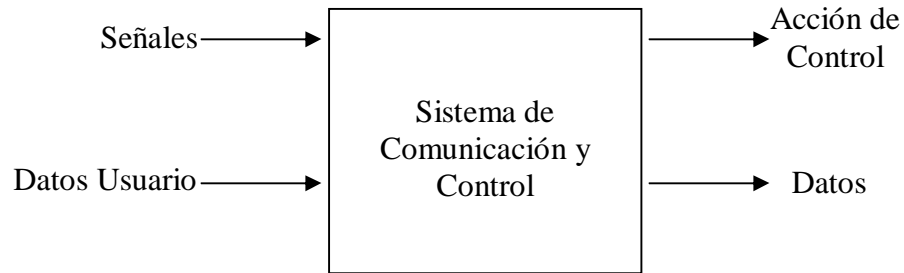 Señales
Acción de
Control
Sistema de
Comunicación y
Control
Datos Usuario
Datos